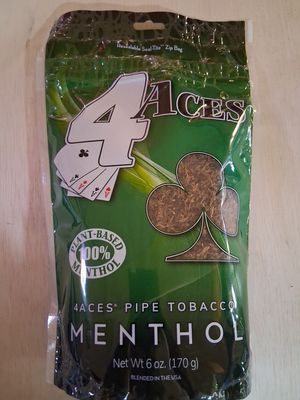 Resealable Seal-Rite™ Zip Bag
4 ACES
PLANT-BASED
100%
MENTHOL
4ACES® PIPE TOBACCO
MENTHOL
Net Wt 6 oz. (170 g)
BLENDED IN THE USA